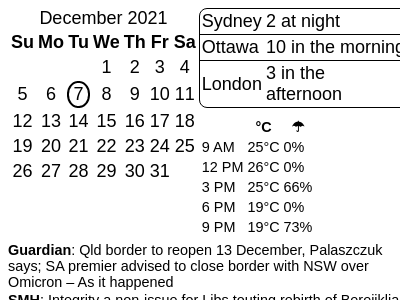 December 2021
Su Mo Tu We Th Fr Sa
1 2 3 4
5 6 7 8 9 10 11
12 13 14 15 16 17 18
19 20 21 22 23 24 25
26 27 28 29 30 31
Sydney 2 at night
Ottawa 10 in the morning
London 3 in the
afternoon
°C ☂
9 AM 25°C 0%
12 PM 26°C 0%
3 PM 25°C 66%
6 PM 19°C 0%
9 PM 19°C 73%
Guardian: Qld border to reopen 13 December, Palaszczuk
says; SA premier advised to close border with NSW over
Omicron – As it happened
SMH: Integrity a non-issue for Libs touting rebirth of Berejiklia